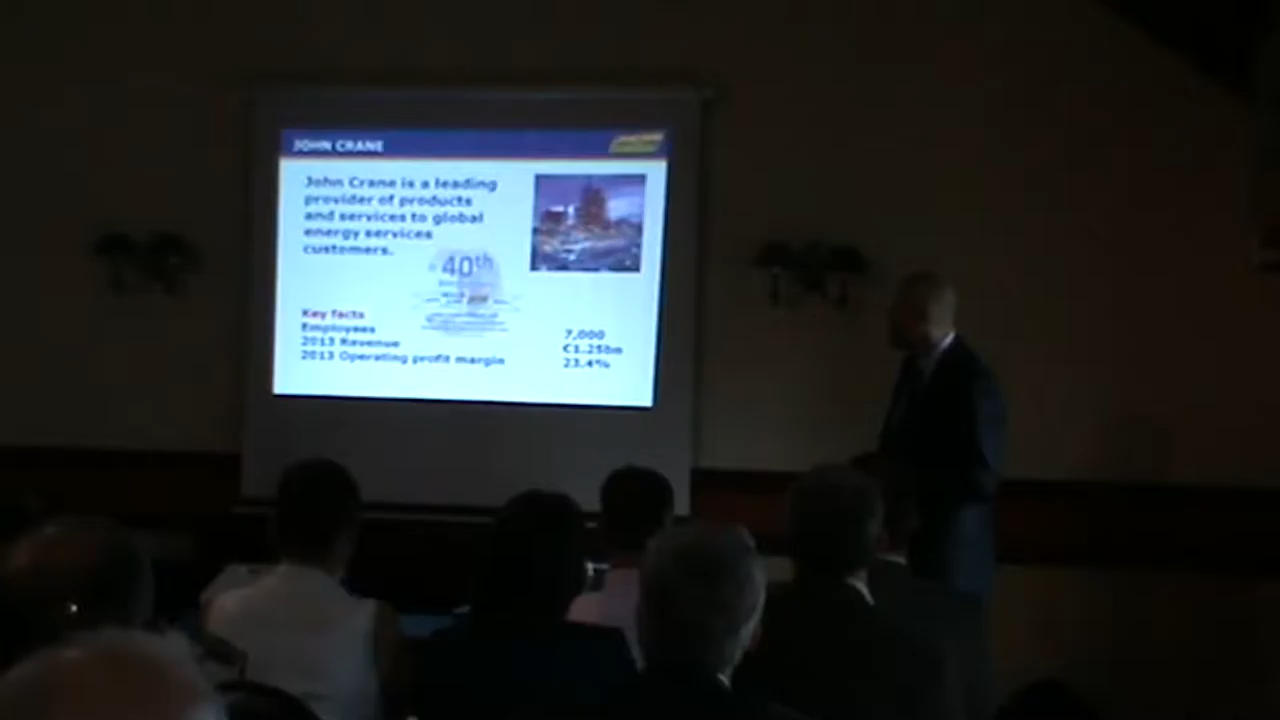 JOHN CRANE
John Crane is a leading
provider of products
and services to global
energy services
customers.
40th
Key facts
Employees 7,000
2013 Revenue €1.25bn
2013 Operating profit margin 23.4%